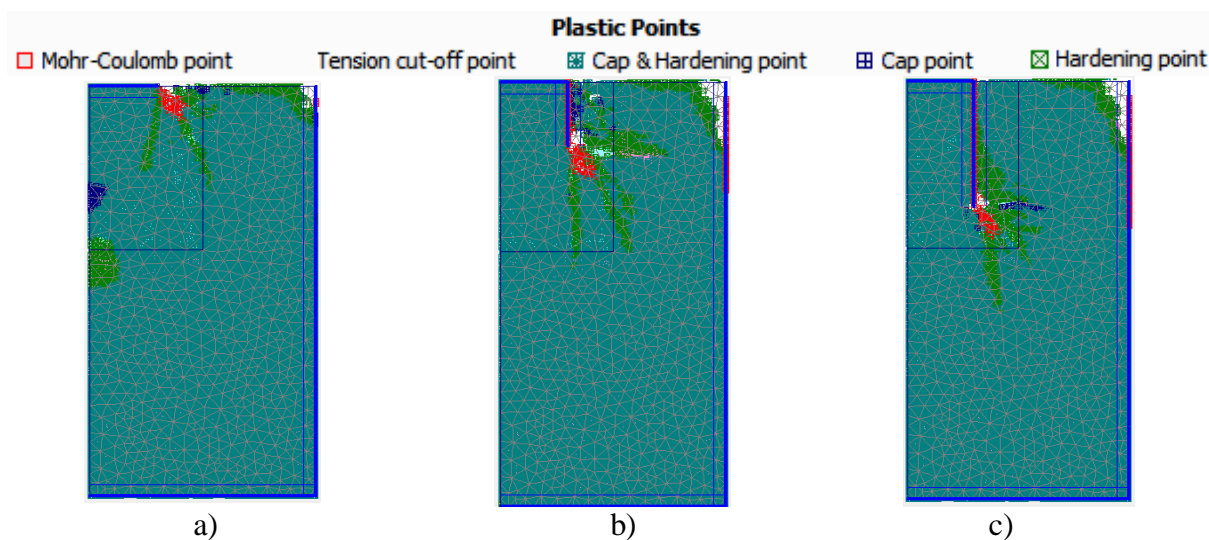 Plastic Points
Mohr-Coulomb point Tension cut-off point Cap & Hardening point Cap point Hardening point
a) b) c)